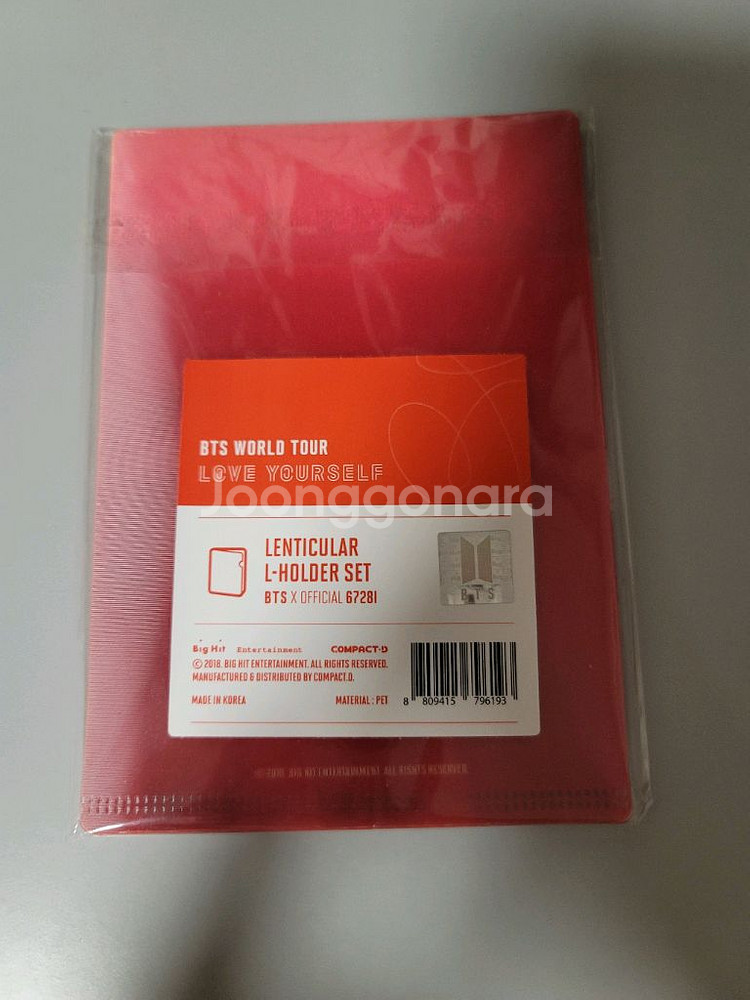 BTS WORLD TOUR
LOVE YOURSELF
Joonggonara
LENTICULAR
L-HOLDER SET
BTS X OFFICIAL 67281
BTS
Big Hit Entertainment COMPACT-D
© 2018. BIG HIT ENTERTAINMENT. ALL RIGHTS RESERVED.
MANUFACTURED & DISTRIBUTED BY COMPACT.D.
MADE IN KOREA MATERIAL : PET
8 809415 796193